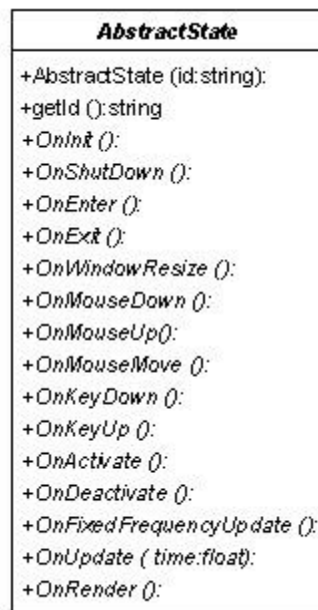 AbstractState
+AbstractState (id:string):
+getId ():string
+OnInit ():
+OnShutDown ():
+OnEnter ():
+OnExit ():
+OnWindowResize ():
+OnMouseDown ():
+OnMouseUp():
+OnMouseMove ():
+OnKeyDown ():
+OnKeyUp ():
+OnActivate ():
+OnDeactivate ():
+OnFixedFrequencyUpdate ():
+OnUpdate ( time:float):
+OnRender ():